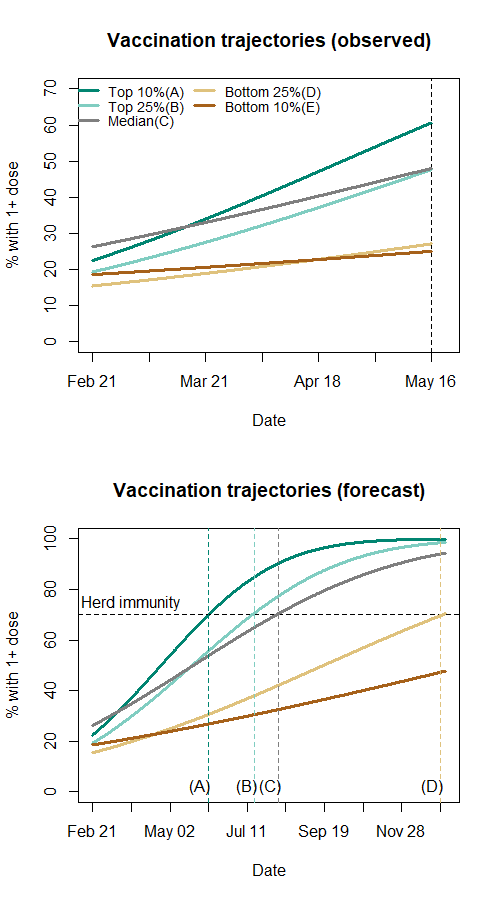 Vaccination trajectories (observed)
% with 1+ dose
70
60
50
40
30
20
10
0
Top 10%(A)
Top 25%(B)
Median(C)
Bottom 25%(D)
Bottom 10%(E)
Feb 21
Mar 21
Apr 18
May 16
Date
Vaccination trajectories (forecast)
% with 1+ dose
100
80
60
40
20
0
Herd immunity
(A)
(B)
(C)
(D)
Feb 21
May 02
Jul 11
Sep 19
Nov 28
Date